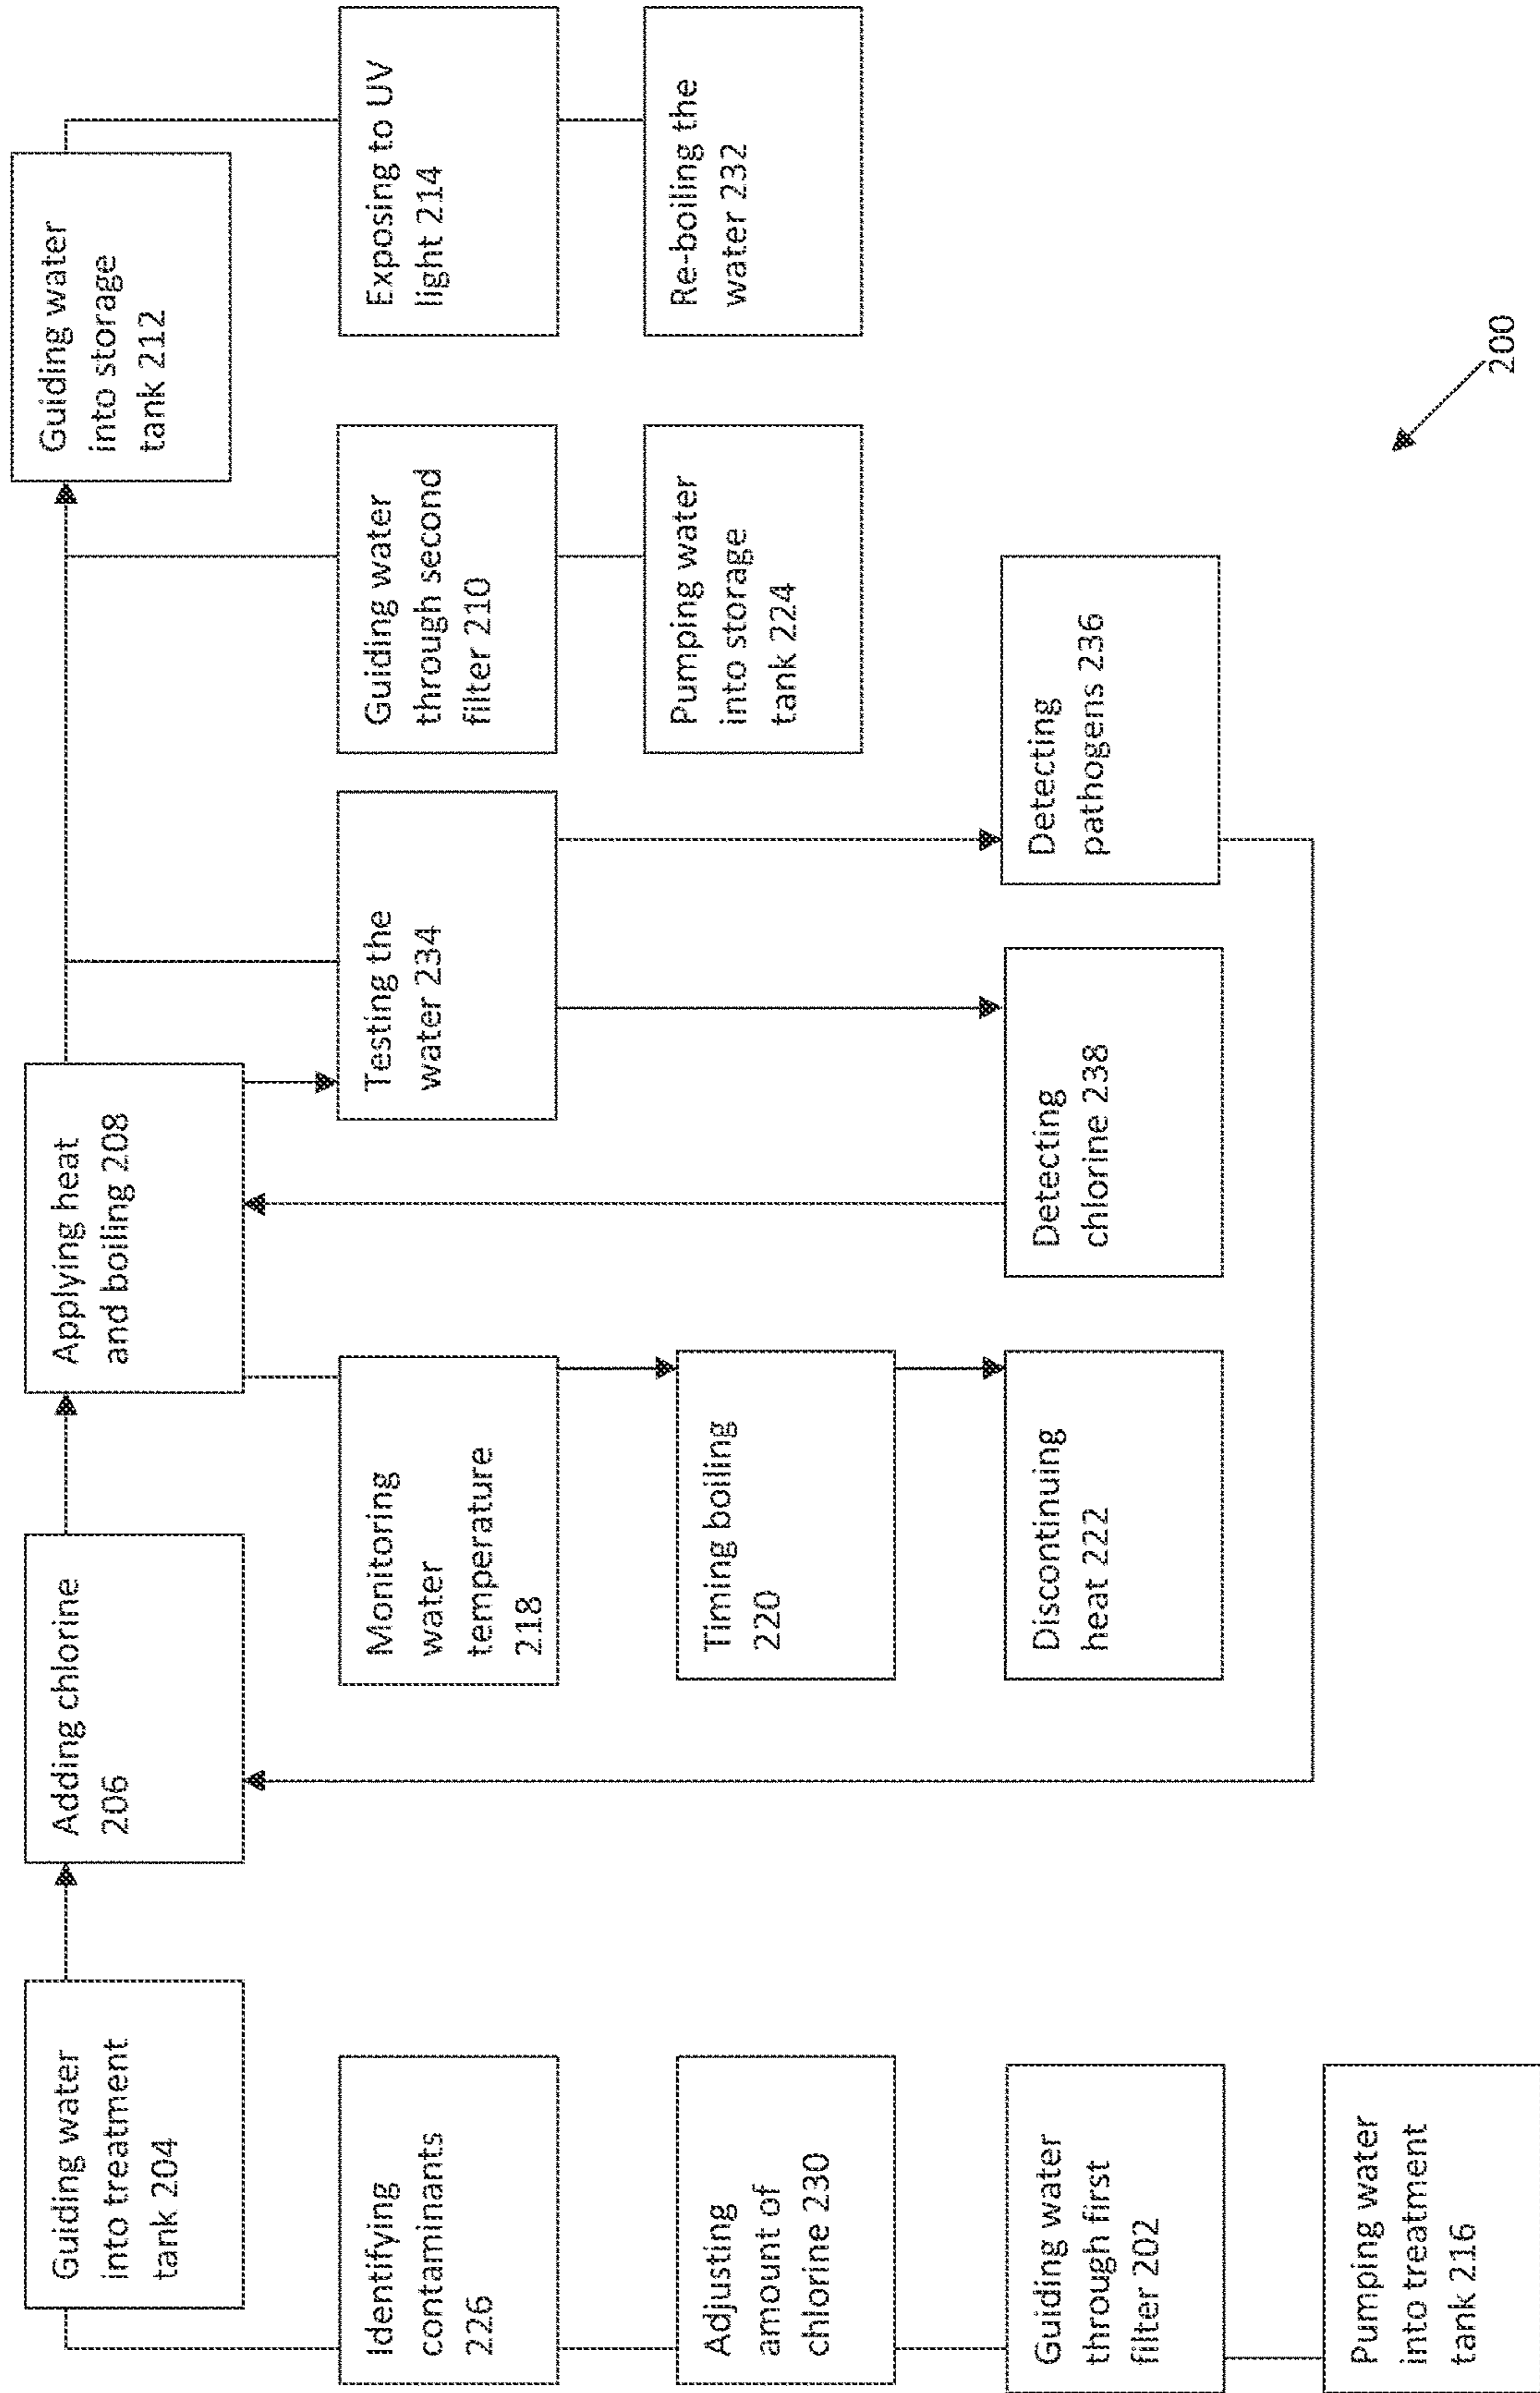 Guiding water
into treatment
tank 204
Adding chlorine
206
Applying heat
and boiling 208
Guiding water
into storage
tank 212
Identifying
contaminants
226
Monitoring
water
temperature
218
Testing the
water 234
Guiding water
through second
filter 210
Exposing to UV
light 214
Adjusting
amount of
chlorine 230
Timing boiling
220
Pumping water
into storage
tank 224
Re-boiling the
water 232
Guiding water
through first
filter 202
Discontinuing
heat 222
Detecting
chlorine 238
Detecting
pathogens 236
Pumping water
into treatment
tank 216
200